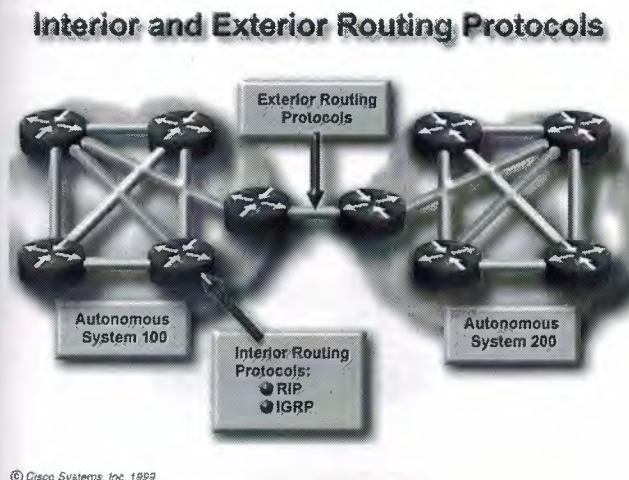 Interior and Exterior Routing Protocols
Exterior Routing
Protocols
Autonomous
System 100
Autonomous
System 200
Interior Routing
Protocols:
RIP
IGRP
© Cisco Systems, Inc. 1999